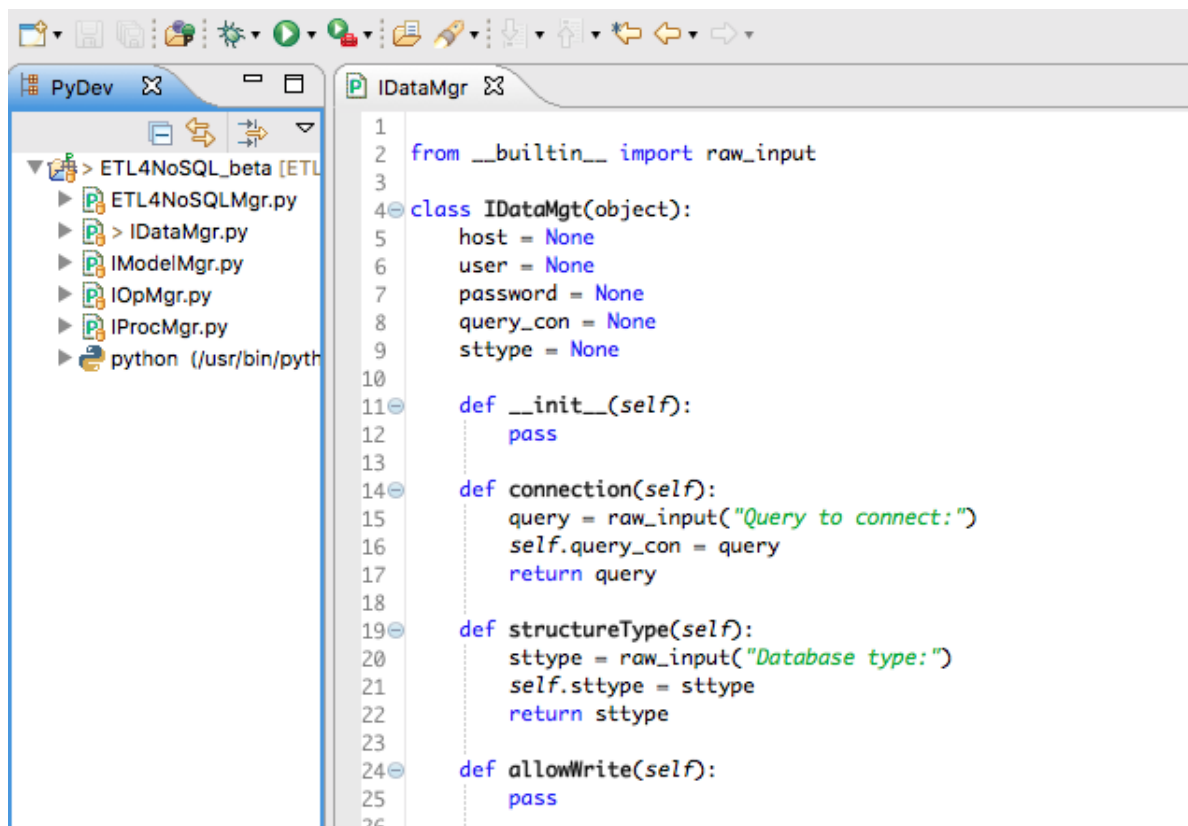 PyDev
IDataMgr
> ETL4NoSQL_beta [ETL
ETL4NoSQLMgr.py
> IDataMgr.py
IModelMgr.py
IOpMgr.py
IProcMgr.py
python (/usr/bin/pyth
1
2 from __builtin__ import raw_input
3
4 class IDataMgt(object):
5     host = None
6     user = None
7     password = None
8     query_con = None
9     sttype = None
10
11     def __init__(self):
12         pass
13
14     def connection(self):
15         query = raw_input("Query to connect:")
16         self.query_con = query
17         return query
18
19     def structureType(self):
20         sttype = raw_input("Database type:")
21         self.sttype = sttype
22         return sttype
23
24     def allowWrite(self):
25         pass
26